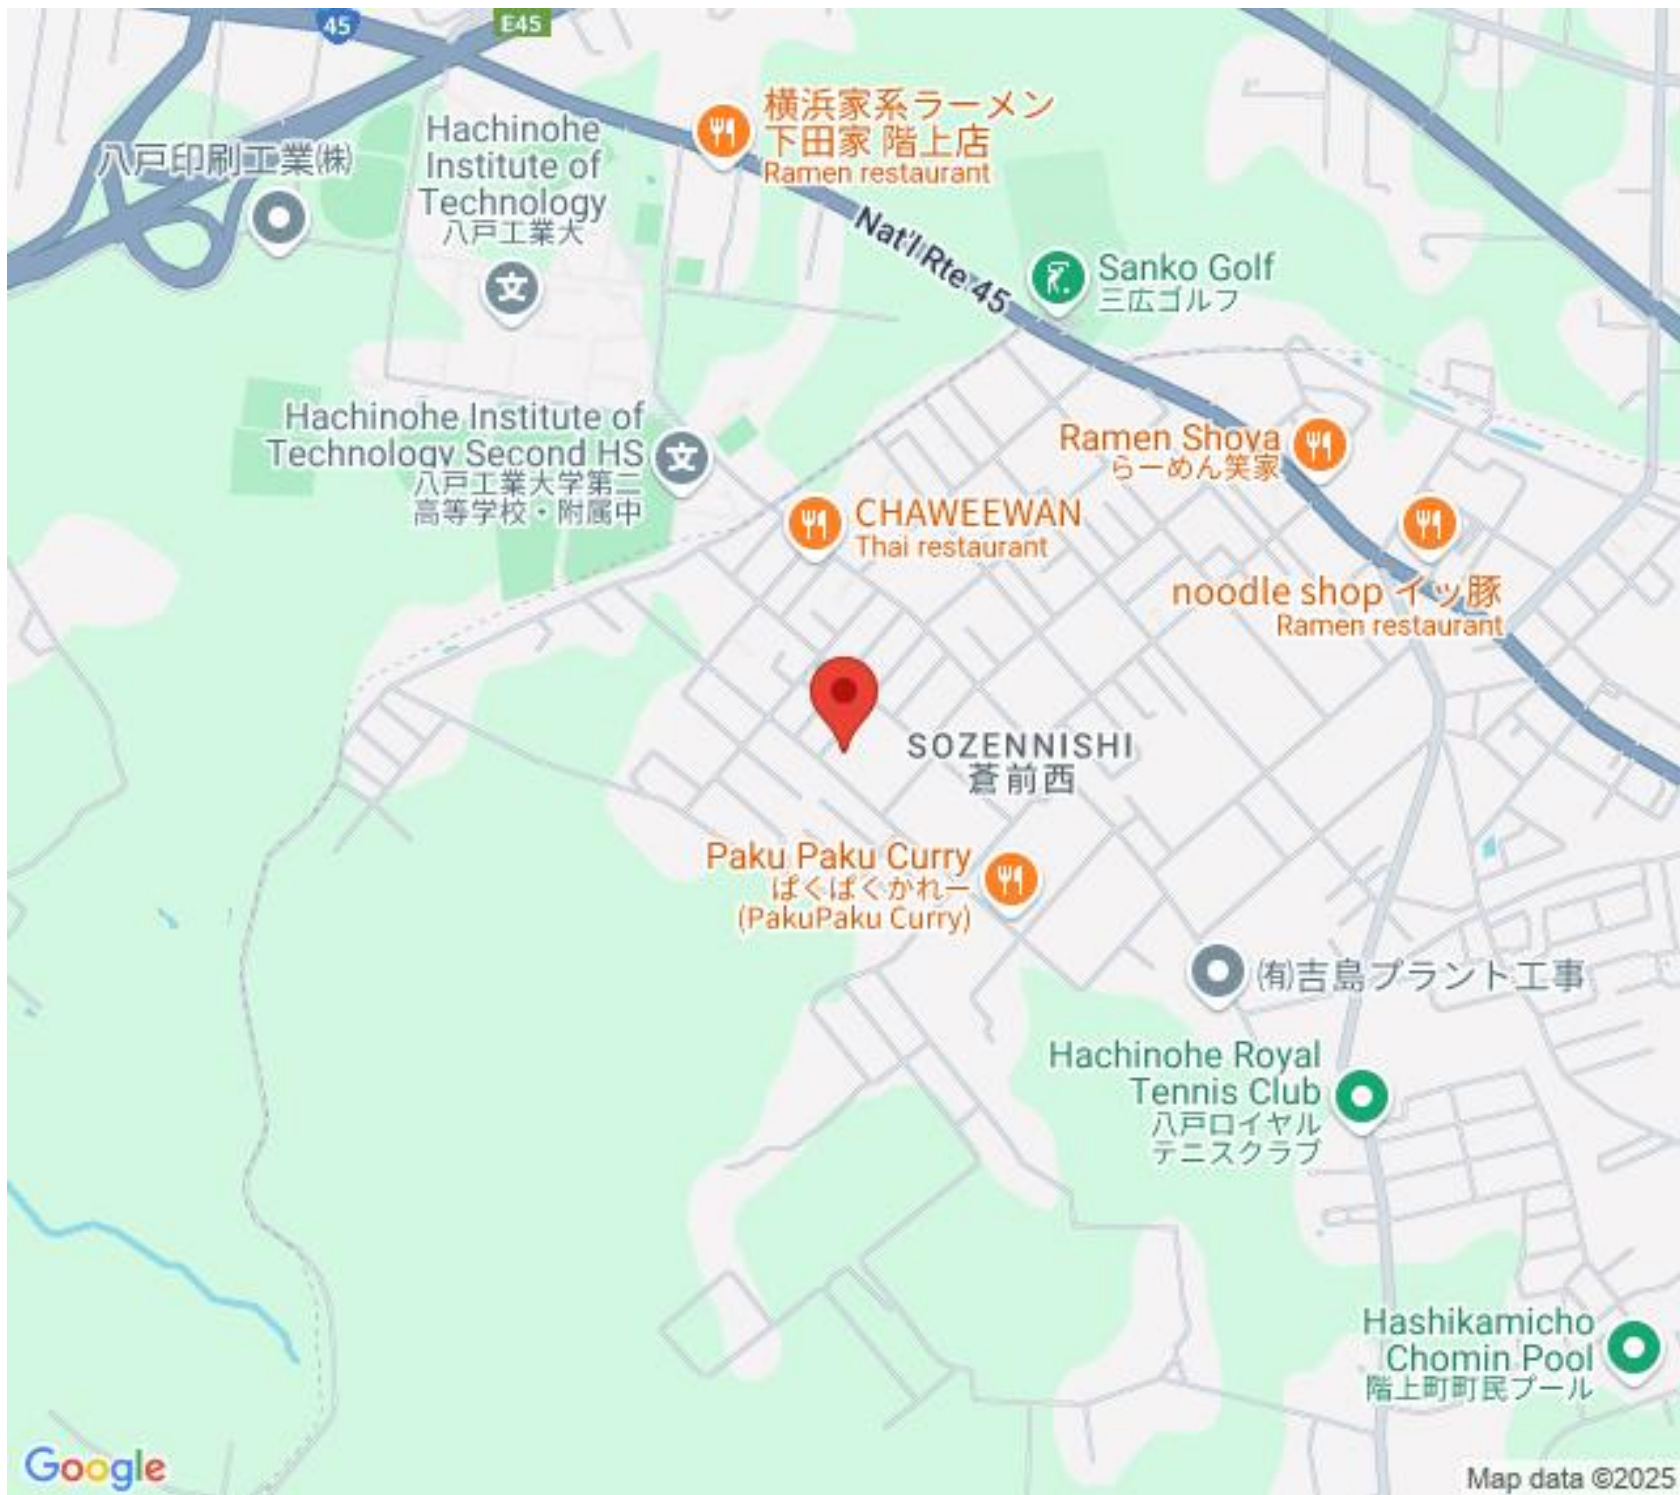 45
E45
横浜家系ラーメン
下田家 階上店
Ramen restaurant
Hachinohe
Institute of
Technology
八戸工業大
八戸印刷工業㈱
Nat'l Rte 45
Sanko Golf
三広ゴルフ
Hachinohe Institute of
Technology Second HS
八戸工業大学第二
高等学校・附属中
Ramen Shoya
らーめん笑家
CHAWEEWAN
Thai restaurant
noodle shop イッ豚
Ramen restaurant
SOZENNISHI
蒼前西
Paku Paku Curry
ぱくぱくかれー
(PakuPaku Curry)
㈲吉島プラント工事
Hachinohe Royal
Tennis Club
八戸ロイヤル
テニスクラブ
Hashikamicho
Chomin Pool
階上町町民プール
Google
Map data ©2025